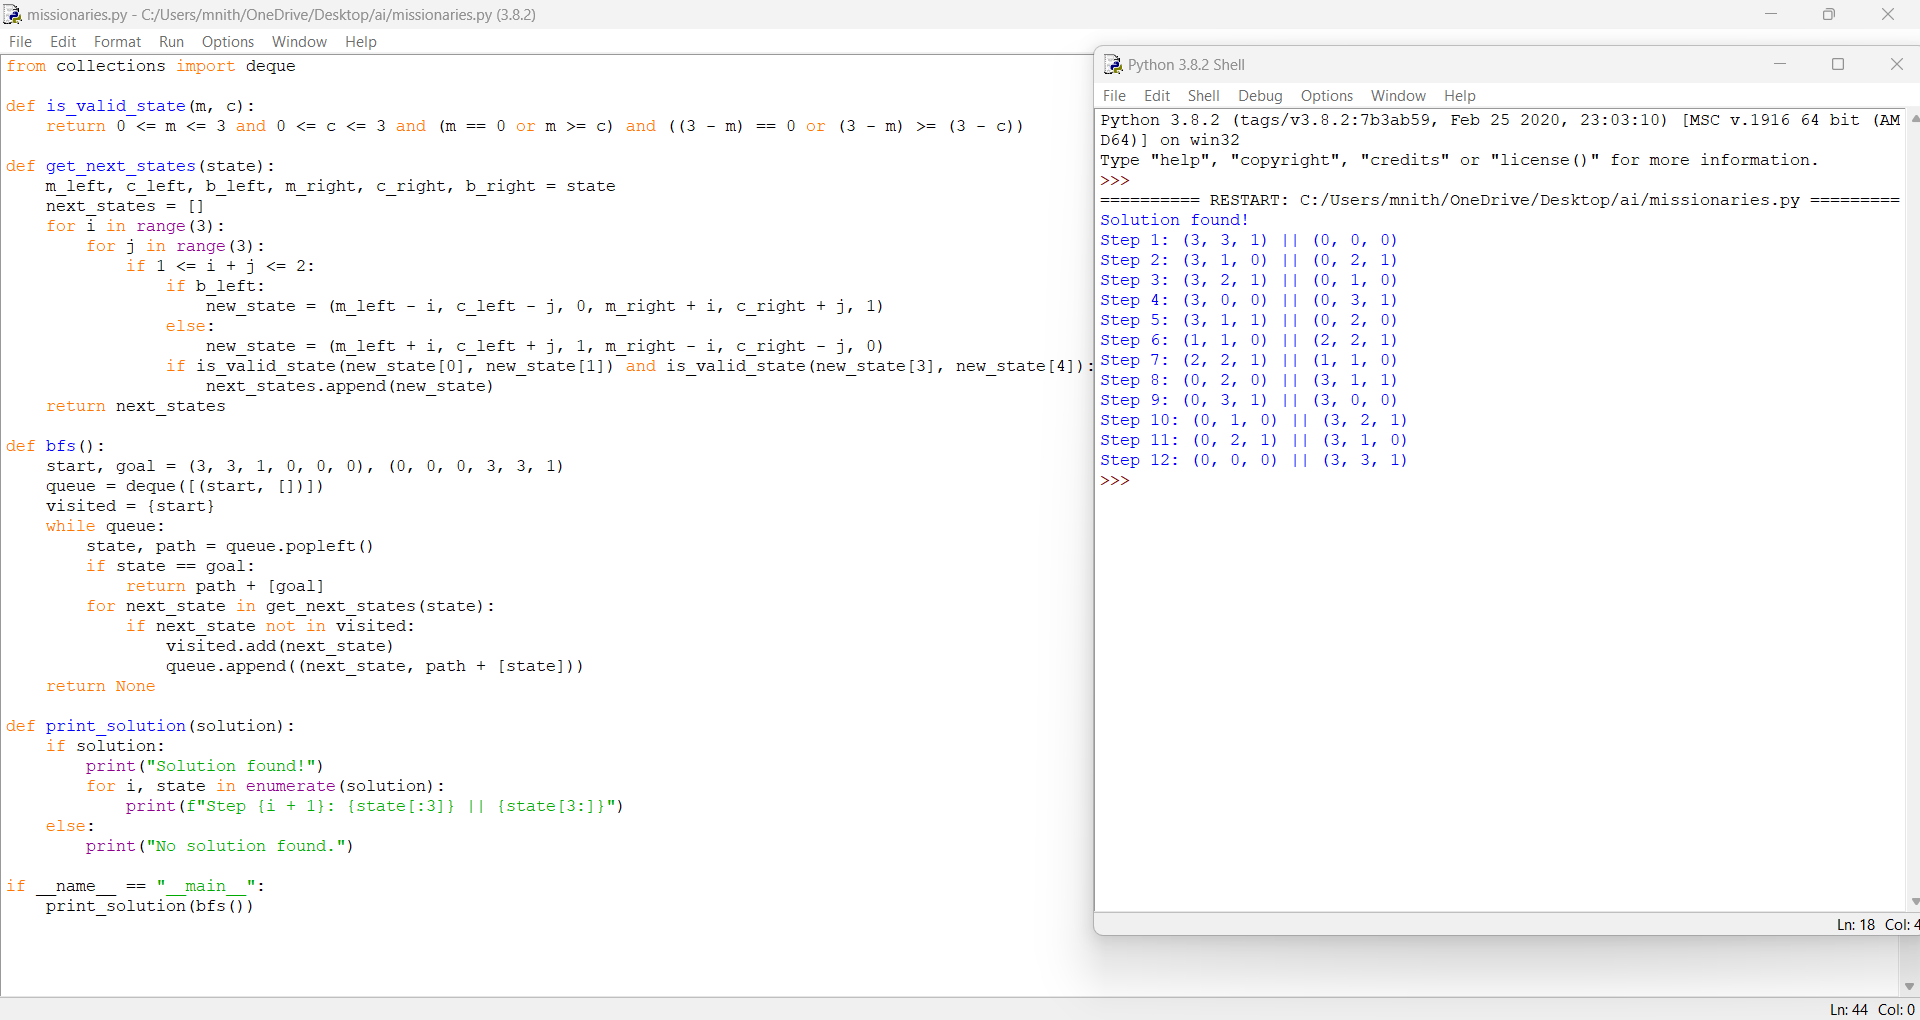 missionaries.py - C:/Users/mnith/OneDrive/Desktop/ai/missionaries.py (3.8.2)
File Edit Format Run Options Window Help
from collections import deque

def is_valid_state(m, c):
    return 0 <= m <= 3 and 0 <= c <= 3 and (m == 0 or m >= c) and ((3 - m) == 0 or (3 - m) >= (3 - c))

def get_next_states(state):
    m_left, c_left, b_left, m_right, c_right, b_right = state
    next_states = []
    for i in range(3):
        for j in range(3):
            if 1 <= i + j <= 2:
                if b_left:
                    new_state = (m_left - i, c_left - j, 0, m_right + i, c_right + j, 1)
                else:
                    new_state = (m_left + i, c_left + j, 1, m_right - i, c_right - j, 0)
                if is_valid_state(new_state[0], new_state[1]) and is_valid_state(new_state[3], new_state[4]):
                    next_states.append(new_state)
    return next_states

def bfs():
    start, goal = (3, 3, 1, 0, 0, 0), (0, 0, 0, 3, 3, 1)
    queue = deque([(start, [])])
    visited = {start}
    while queue:
        state, path = queue.popleft()
        if state == goal:
            return path + [goal]
        for next_state in get_next_states(state):
            if next_state not in visited:
                visited.add(next_state)
                queue.append((next_state, path + [state]))
    return None

def print_solution(solution):
    if solution:
        print("Solution found!")
        for i, state in enumerate(solution):
            print(f"Step {i + 1}: {state[:3]} || {state[3:]}")
    else:
        print("No solution found.")

if __name__ == "__main__":
    print_solution(bfs())
Python 3.8.2 Shell
File Edit Shell Debug Options Window Help
Python 3.8.2 (tags/v3.8.2:7b3ab59, Feb 25 2020, 23:03:10) [MSC v.1916 64 bit (AM
D64)] on win32
Type "help", "copyright", "credits" or "license()" for more information.
>>>
========== RESTART: C:/Users/mnith/OneDrive/Desktop/ai/missionaries.py =========
Solution found!
Step 1: (3, 3, 1) || (0, 0, 0)
Step 2: (3, 1, 0) || (0, 2, 1)
Step 3: (3, 2, 1) || (0, 1, 0)
Step 4: (3, 0, 0) || (0, 3, 1)
Step 5: (3, 1, 1) || (0, 2, 0)
Step 6: (1, 1, 0) || (2, 2, 1)
Step 7: (2, 2, 1) || (1, 1, 0)
Step 8: (0, 2, 0) || (3, 1, 1)
Step 9: (0, 3, 1) || (3, 0, 0)
Step 10: (0, 1, 0) || (3, 2, 1)
Step 11: (0, 2, 1) || (3, 1, 0)
Step 12: (0, 0, 0) || (3, 3, 1)
>>>
Ln: 18 Col: 4
Ln: 44 Col: 0